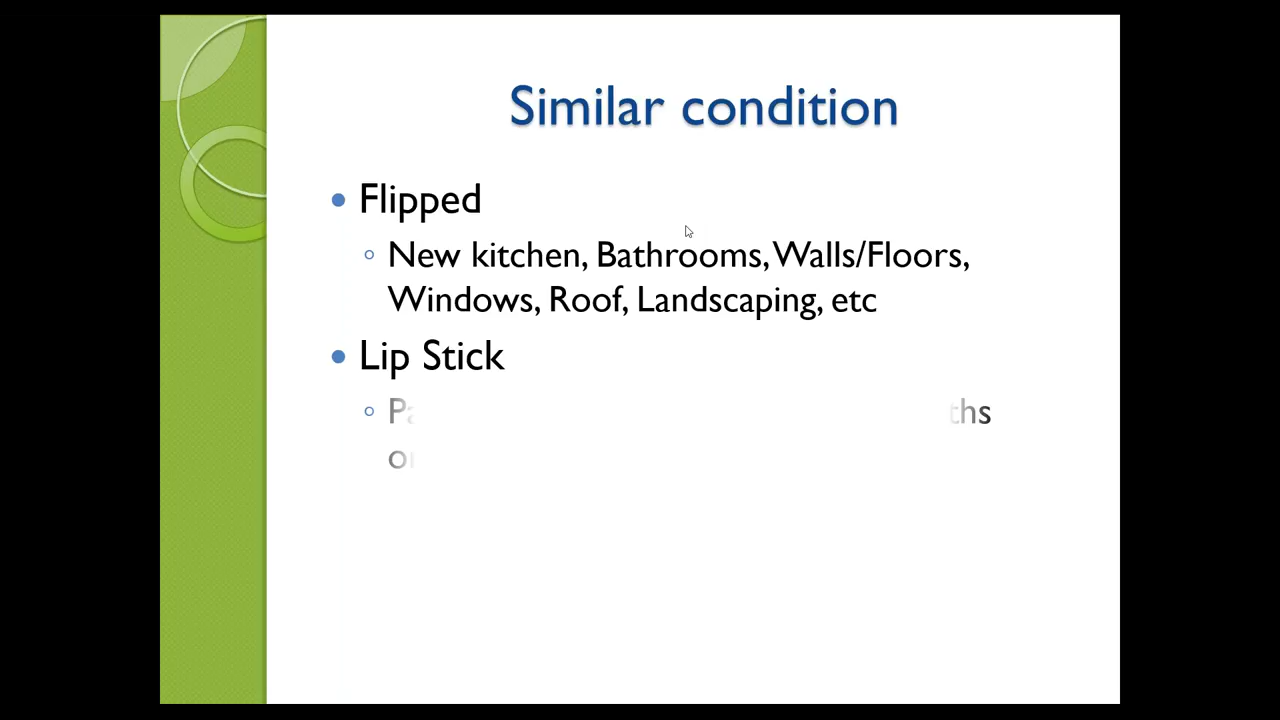 Similar condition
Flipped
New kitchen, Bathrooms, Walls/Floors,
Windows, Roof, Landscaping, etc
Lip Stick